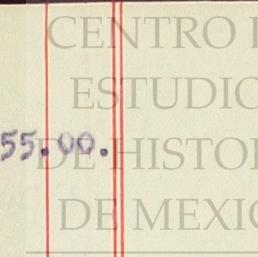 CENTRO
ESTUDIO
55.00.
DE HISTO
DE MEXIC